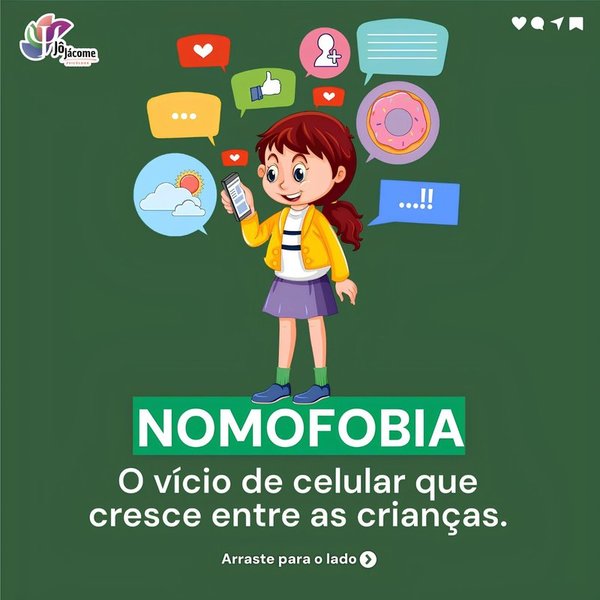 Jô
Jácome
...
...!!
NOMOFOBIA
O vício de celular que
cresce entre as crianças.
Arraste para o lado